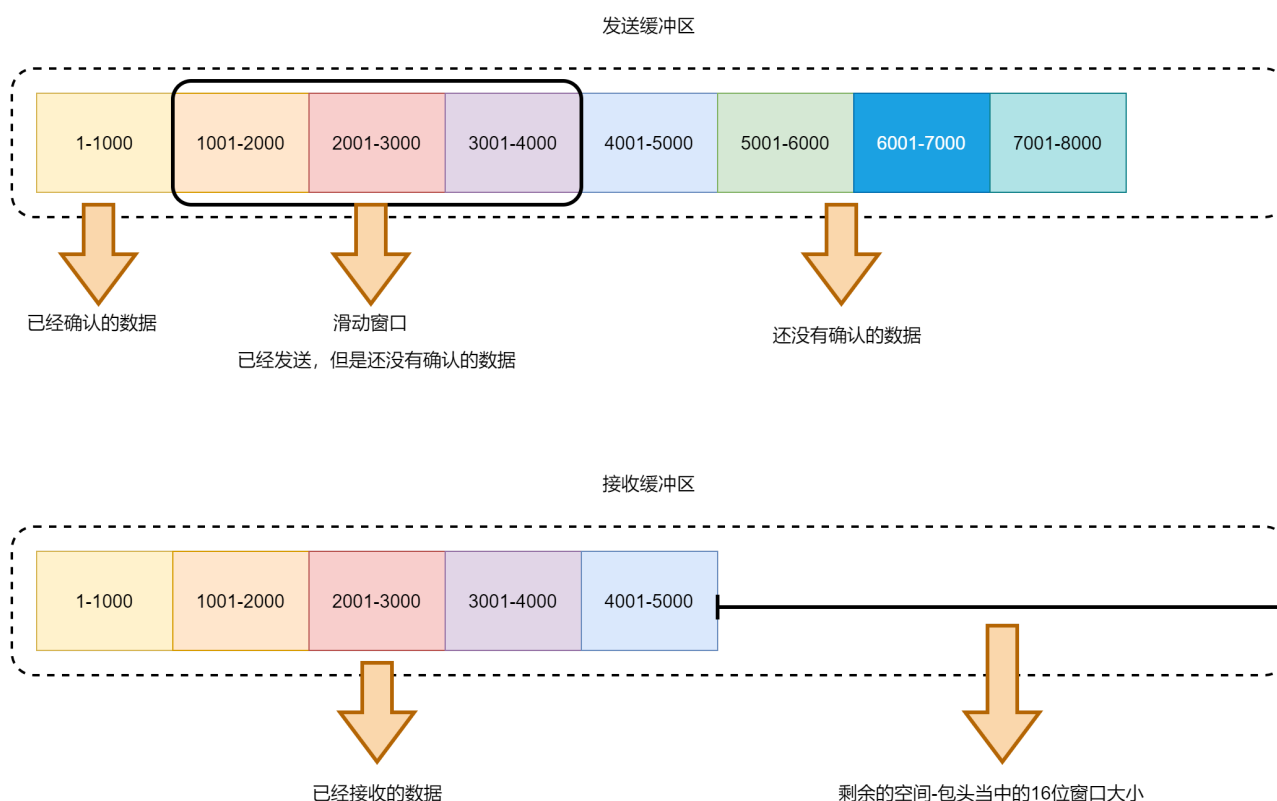 发送缓冲区
1-1000 1001-2000 2001-3000 3001-4000 4001-5000 5001-6000 6001-7000 7001-8000
已经确认的数据
滑动窗口
已经发送，但是还没有确认的数据
还没有确认的数据
接收缓冲区
1-1000 1001-2000 2001-3000 3001-4000 4001-5000
已经接收的数据
剩余的空间-包头当中的16位窗口大小